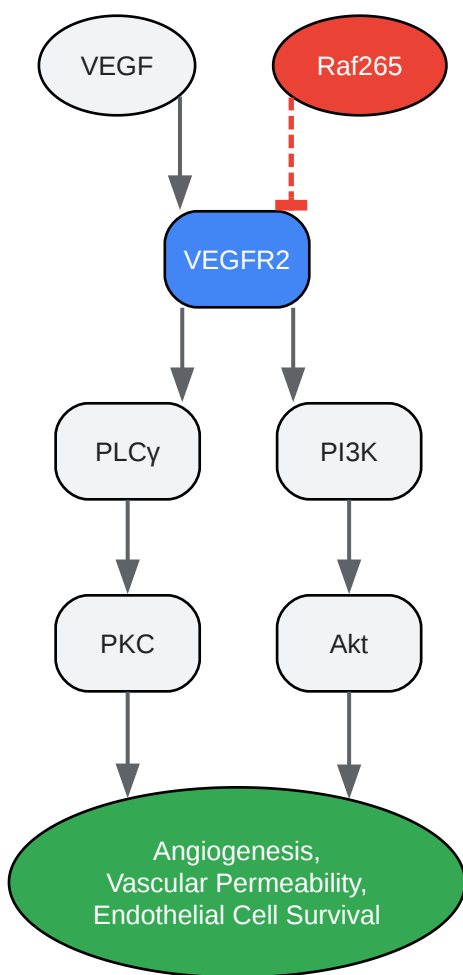 VEGF
Raf265
VEGFR2
PLCγ
PI3K
PKC
Akt
Angiogenesis,
Vascular Permeability,
Endothelial Cell Survival